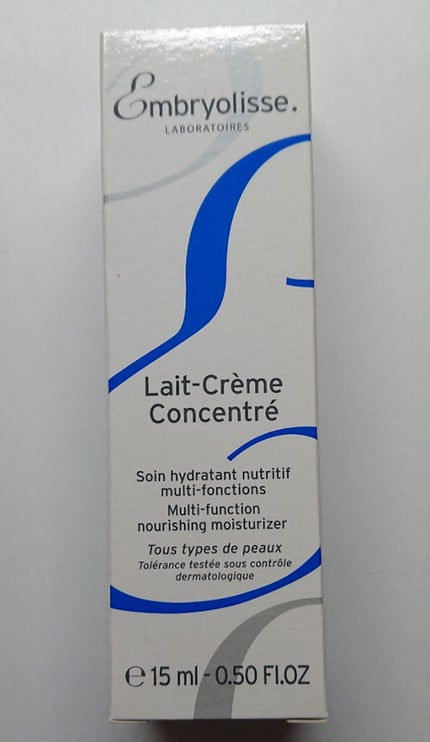 Embryolisse.
LABORATOIRES
Lait-Crème
Concentré
Soin hydratant nutritif
multi-fonctions
Multi-function
nourishing moisturizer
Tous types de peaux
Tolérance testée sous contrôle
dermatologique
℮ 15 ml - 0.50 Fl.OZ